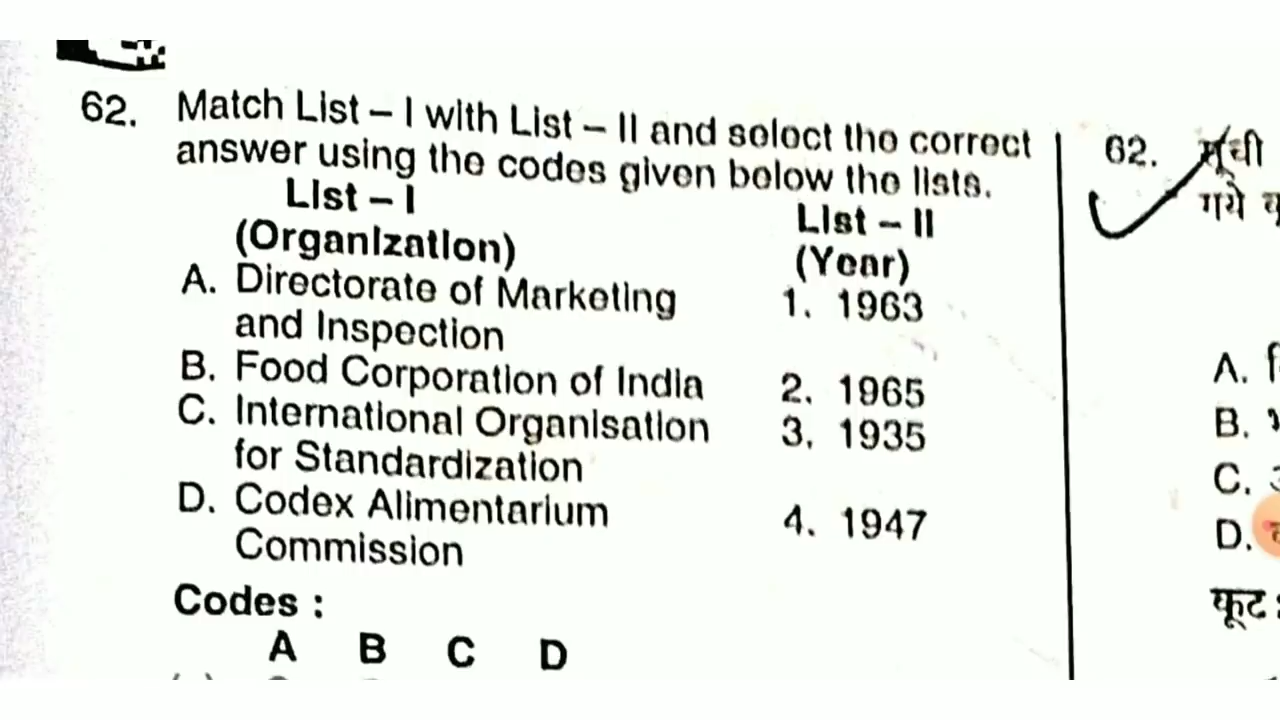 62. Match List – I with List – II and select the correct
answer using the codes given below the lists.
List – I
(Organization)
List – II
(Year)
A. Directorate of Marketing
and Inspection
1. 1963
B. Food Corporation of India
2. 1965
C. International Organisation
for Standardization
3. 1935
D. Codex Alimentarium
Commission
4. 1947
Codes :
A B C D
62. सूची
गये
A.
B.
C.
D.
कूट :